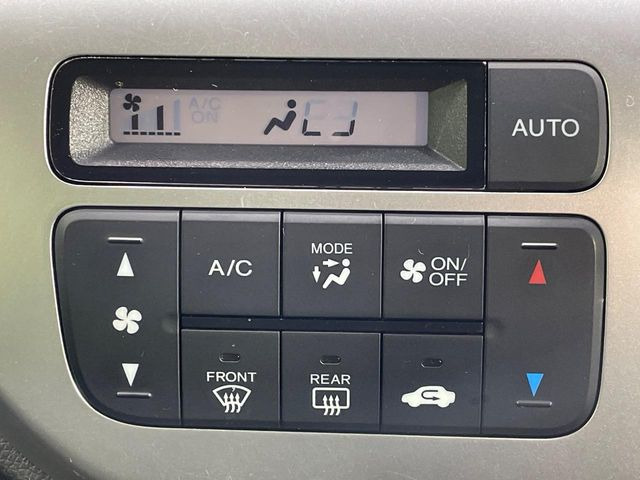 A/C
ON
AUTO
A/C
MODE
ON/
OFF
FRONT
REAR